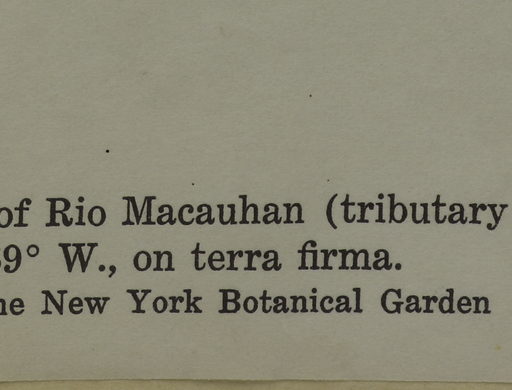 of Rio Macauhan (tributary
9° W., on terra firma.
New York Botanical Garden